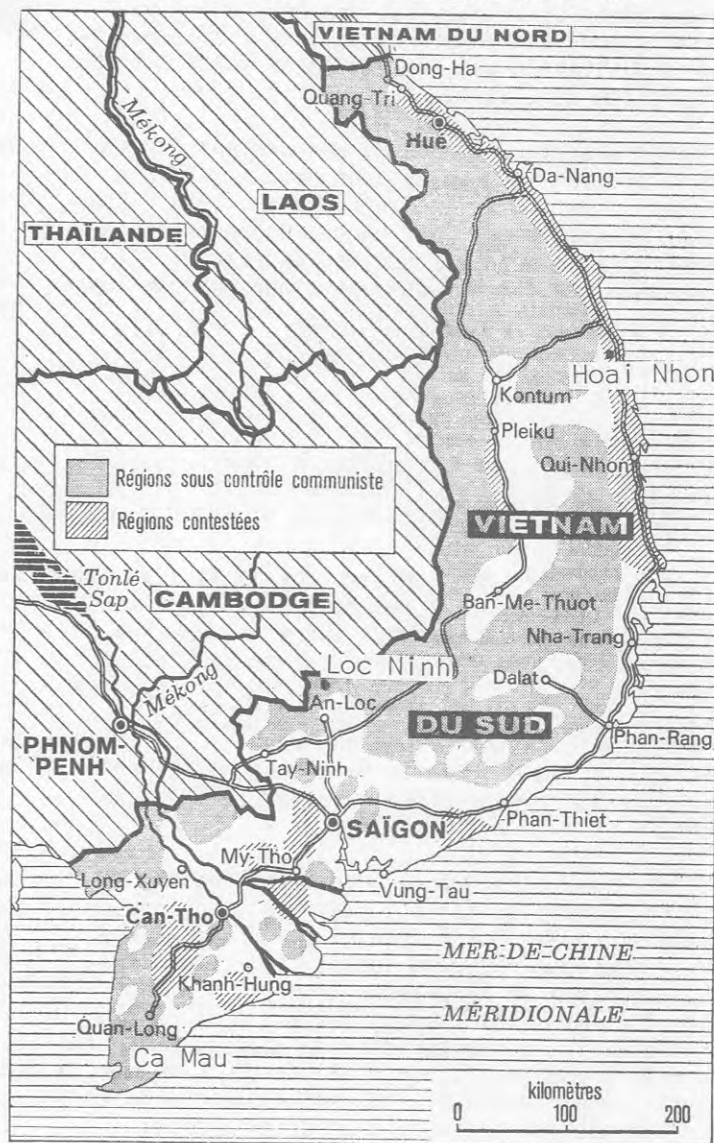 VIETNAM DU NORD
Dong-Ha
Quang-Tri
Hué
Mékong
Da-Nang
LAOS
THAÏLANDE
Hoai Nhon
Kontum
Pleiku
Qui-Nhon
Régions sous contrôle communiste
Régions contestées
VIETNAM
Tonlé
Sap
CAMBODGE
Ban-Me-Thuot
Nha-Trang
Loc Ninh
Dalat
Mékong
An-Loc
DU SUD
PHNOM-
PENH
Phan-Rang
Tay-Ninh
SAÏGON
Phan-Thiet
My-Tho
Long-Xuyen
Vung-Tau
Can-Tho
MER DE CHINE
Khanh-Hung
MÉRIDIONALE
Quan-Long
Ca Mau
kilomètres
0 100 200